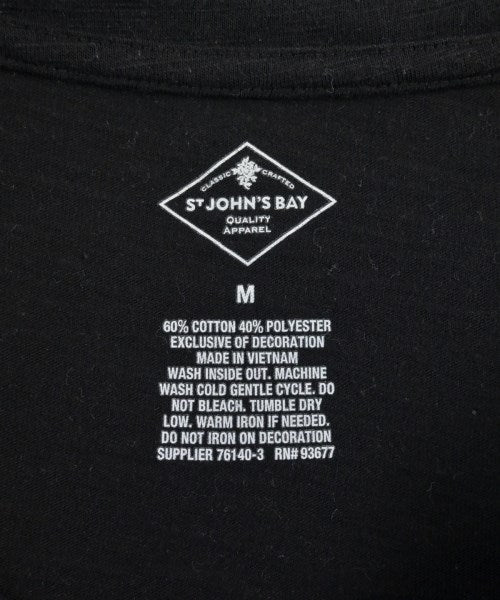 CLASSIC CRAFTED
ST JOHN'S BAY
QUALITY
APPAREL
M
60% COTTON 40% POLYESTER
EXCLUSIVE OF DECORATION
MADE IN VIETNAM
WASH INSIDE OUT. MACHINE
WASH COLD GENTLE CYCLE. DO
NOT BLEACH. TUMBLE DRY
LOW. WARM IRON IF NEEDED.
DO NOT IRON ON DECORATION
SUPPLIER 76140-3 RN# 93677